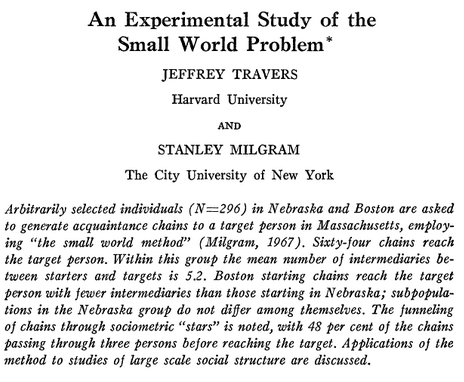 An Experimental Study of the
Small World Problem*
JEFFREY TRAVERS
Harvard University
AND
STANLEY MILGRAM
The City University of New York
Arbitrarily selected individuals (N=296) in Nebraska and Boston are asked
to generate acquaintance chains to a target person in Massachusetts, employ-
ing “the small world method” (Milgram, 1967). Sixty-four chains reach
the target person. Within this group the mean number of intermediaries be-
tween starters and targets is 5.2. Boston starting chains reach the target
person with fewer intermediaries than those starting in Nebraska; subpopula-
tions in the Nebraska group do not differ among themselves. The funneling
of chains through sociometric “stars” is noted, with 48 per cent of the chains
passing through three persons before reaching the target. Applications of the
method to studies of large scale social structure are discussed.